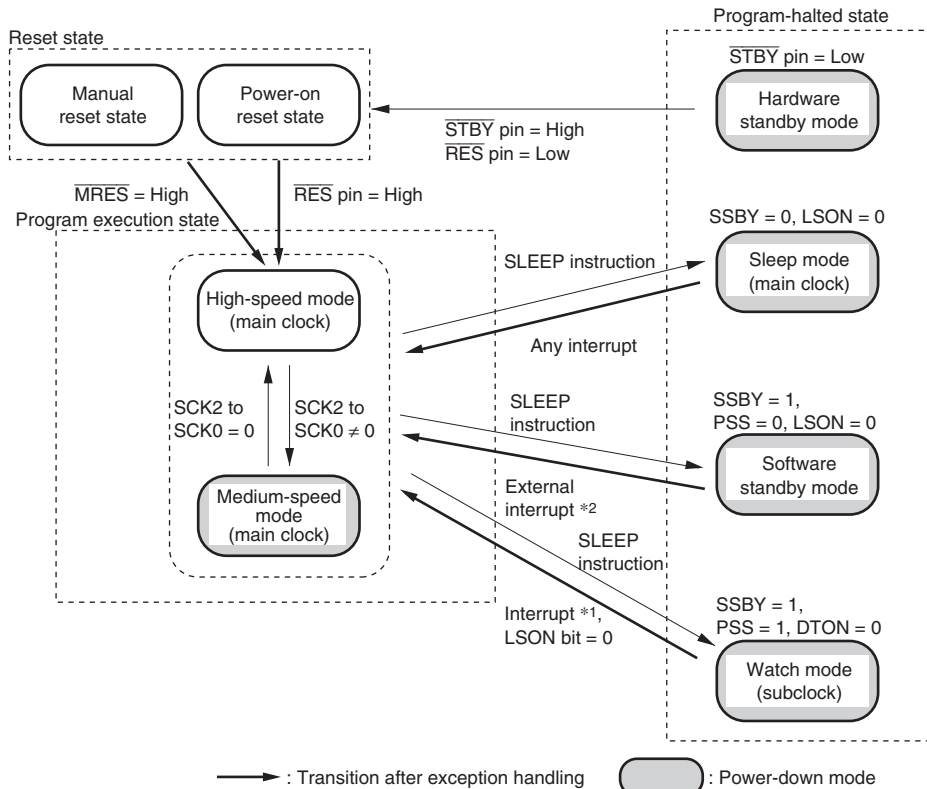 Program-halted state
Reset state
Manual
reset state
Power-on
reset state
STBY pin = Low
Hardware
standby mode
STBY pin = High
RES pin = Low
MRES = High
RES pin = High
Program execution state
SSBY = 0, LSON = 0
Sleep mode
(main clock)
SLEEP instruction
Any interrupt
High-speed mode
(main clock)
SCK2 to
SCK0 = 0
SCK2 to
SCK0 ≠ 0
Medium-speed
mode
(main clock)
SLEEP
instruction
External
interrupt *2
SSBY = 1,
PSS = 0, LSON = 0
Software
standby mode
SLEEP
instruction
Interrupt *1,
LSON bit = 0
SSBY = 1,
PSS = 1, DTON = 0
Watch mode
(subclock)
: Transition after exception handling
: Power-down mode